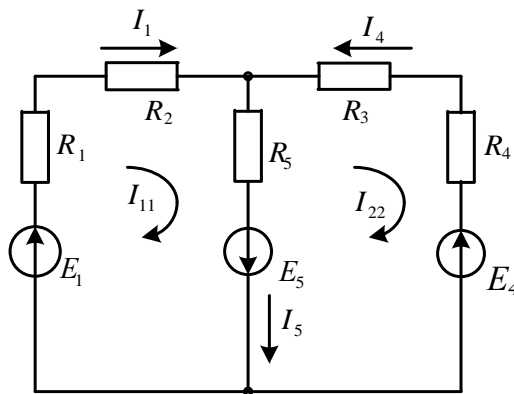 I₁ I₄
R₂ R₃
R₁ R₅ R₄
I₁₁ I₂₂
E₁ E₅ E₄
I₅